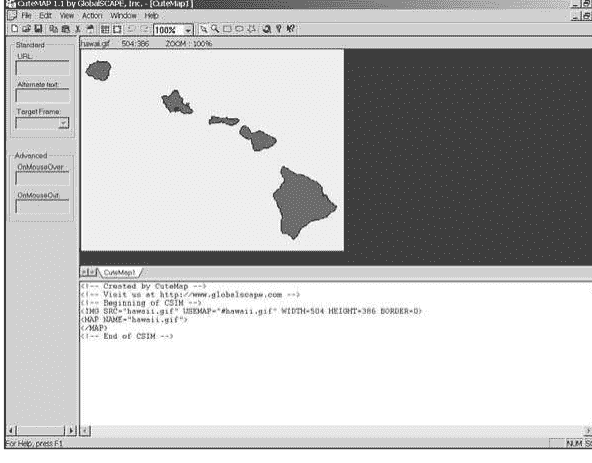 CuteMAP 1.1 by GlobalSCAPE, Inc. - [CuteMap1]
File Edit View Action Window Help
100%
Standard
URL:
Alternate text:
Target Frame:
Advanced
OnMouseOver:
OnMouseOut:
hawaii.gif 504:386 ZOOM : 100%
CuteMap1
<!-- Created by CuteMap -->
<!-- Visit us at http://www.globalscape.com -->
<!-- Beginning of CSIM -->
<IMG SRC="hawaii.gif" USEMAP="#hawaii.gif" WIDTH=504 HEIGHT=386 BORDER=0>
<MAP NAME="hawaii.gif">
</MAP>
<!-- End of CSIM -->
For Help, press F1
NUM